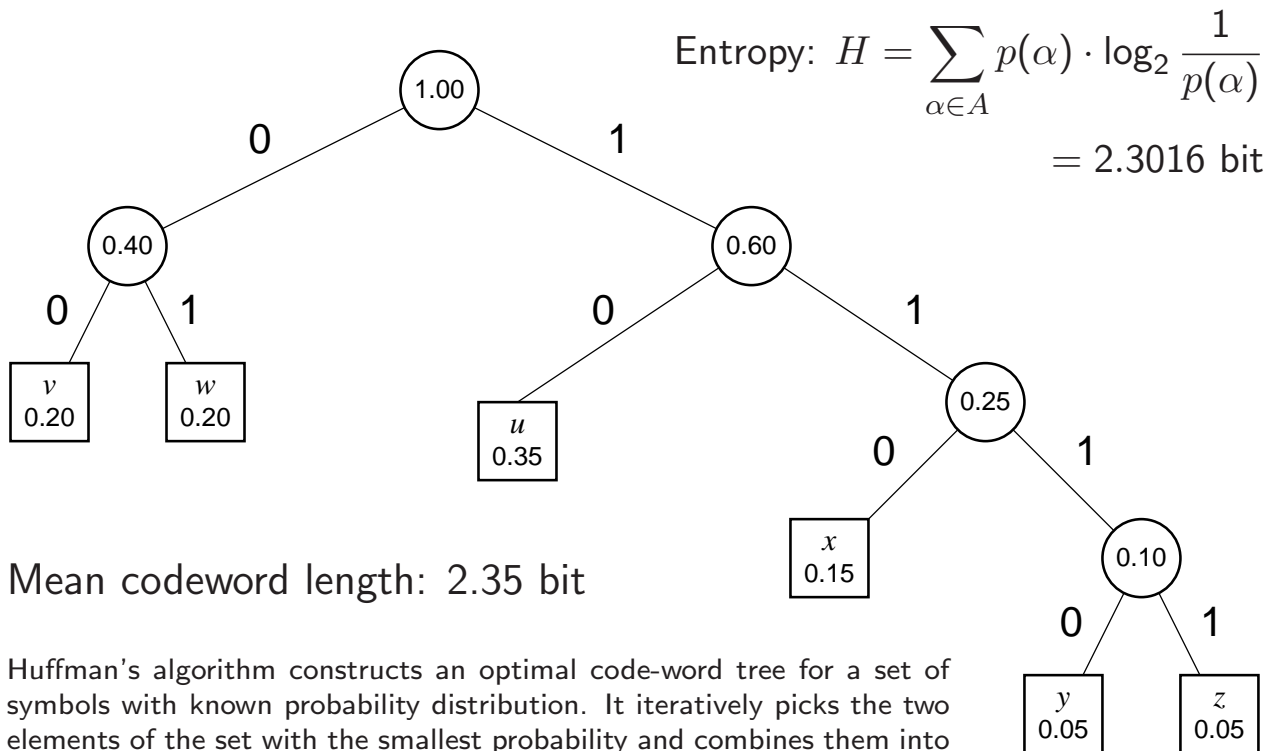 Entropy: H = ∑ p(α) · log₂ 1/p(α)
α∈A
= 2.3016 bit
1.00
0 1
0.40 0.60
0 1 0 1
v w
0.20 0.20
u
0.35
0.25
0 1
x
0.15
0.10
0 1
y z
0.05 0.05
Mean codeword length: 2.35 bit
Huffman's algorithm constructs an optimal code-word tree for a set of
symbols with known probability distribution. It iteratively picks the two
elements of the set with the smallest probability and combines them into